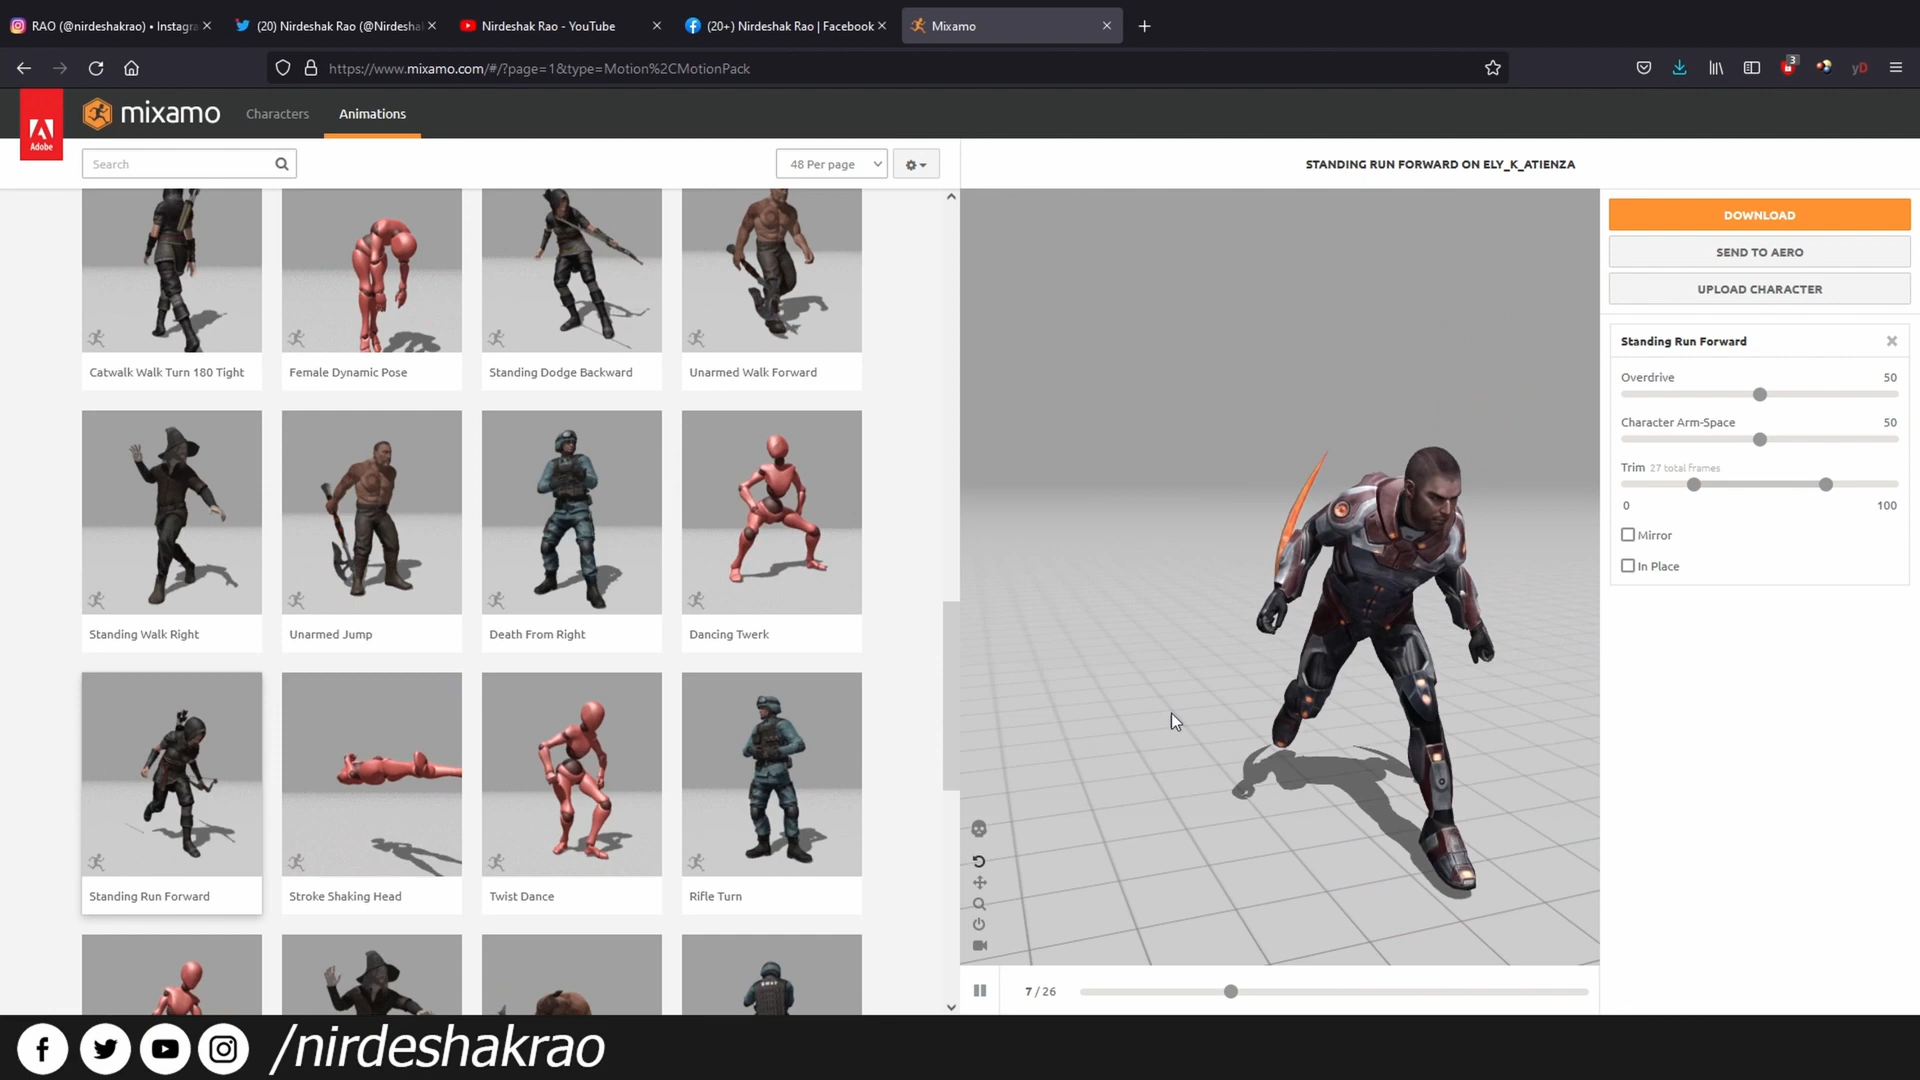 RAO (@nirdeshakrao) • Instagra
(20) Nirdeshak Rao (@Nirdesha
Nirdeshak Rao - YouTube
(20+) Nirdeshak Rao | Facebook
Mixamo
https://www.mixamo.com/#/?page=1&type=Motion%2CMotionPack
3
yD
Adobe
mixamo
Characters
Animations
Search
48 Per page
STANDING RUN FORWARD ON ELY_K_ATIENZA
Catwalk Walk Turn 180 Tight
Female Dynamic Pose
Standing Dodge Backward
Unarmed Walk Forward
Standing Walk Right
Unarmed Jump
Death From Right
Dancing Twerk
Standing Run Forward
Stroke Shaking Head
Twist Dance
Rifle Turn
DOWNLOAD
SEND TO AERO
UPLOAD CHARACTER
Standing Run Forward
Overdrive 50
Character Arm-Space 50
Trim 27 total frames
0 100
Mirror
In Place
7 / 26
/nirdeshakrao